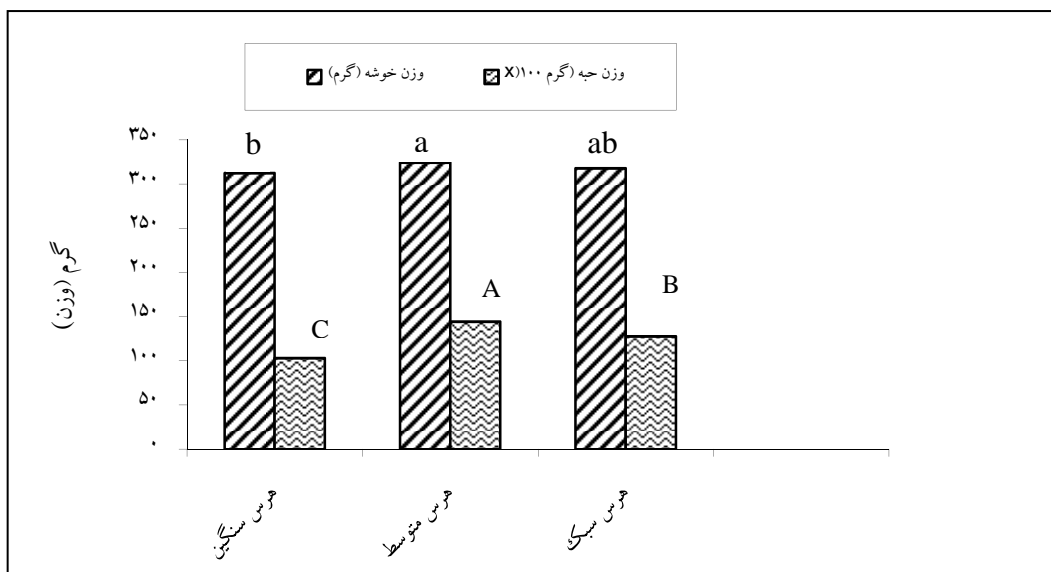 وزن خوشه (گرم)
وزن حبه (گرم ۱۰۰(X
b
a
ab
C
A
B
گرم (وزن)
۳۵۰
۳۰۰
۲۵۰
۲۰۰
۱۵۰
۱۰۰
۵۰
۰
هرس سنگین
هرس متوسط
هرس سبک